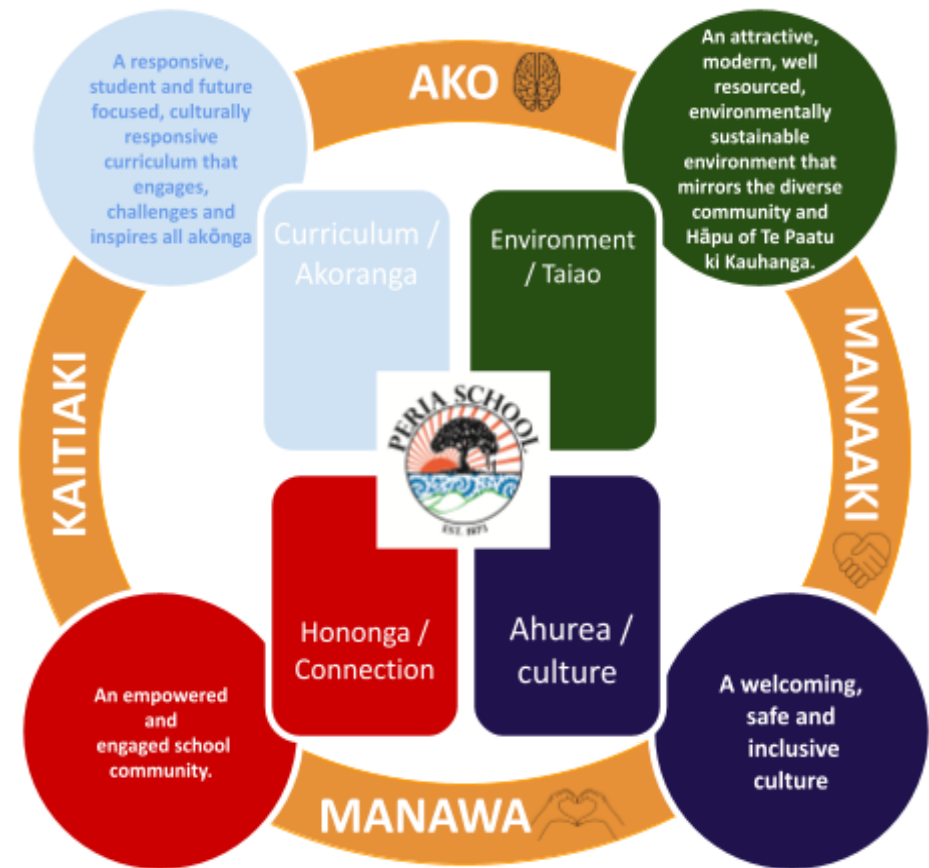 A responsive,
student and future
focused, culturally
responsive
curriculum that
engages,
challenges and
inspires all akōnga
AKO
An attractive,
modern, well
resourced,
environmentally
sustainable
environment that
mirrors the diverse
community and
Hāpu of Te Paatu
ki Kauhanga.
Curriculum /
Akoranga
Environment
/ Taiao
KAITIAKI
MANAAKI
PERIA SCHOOL
EST. 1873
Hononga /
Connection
Ahurea /
culture
An empowered
and
engaged school
community.
A welcoming,
safe and
inclusive
culture
MANAWA